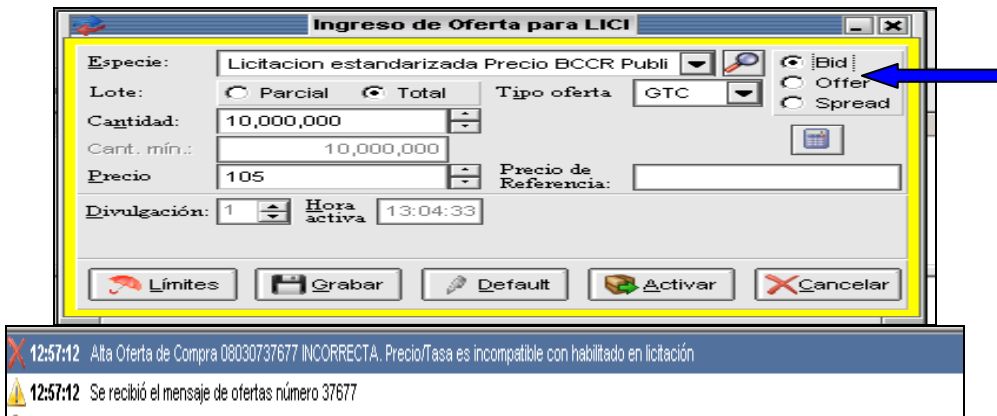 Ingreso de Oferta para LICI
Especie: Licitacion estandarizada Precio BCCR Publi Bid
Lote: Parcial Total Tipo oferta GTC Offer
Spread
Cantidad: 10,000,000
Cant. mín.: 10,000,000
Precio 105 Precio de Referencia:
Divulgación: 1 Hora activa 13:04:33
Límites Grabar Default Activar Cancelar
12:57:12 Alta Oferta de Compra 08030737677 INCORRECTA. Precio/Tasa es incompatible con habilitado en licitación
12:57:12 Se recibió el mensaje de ofertas número 37677